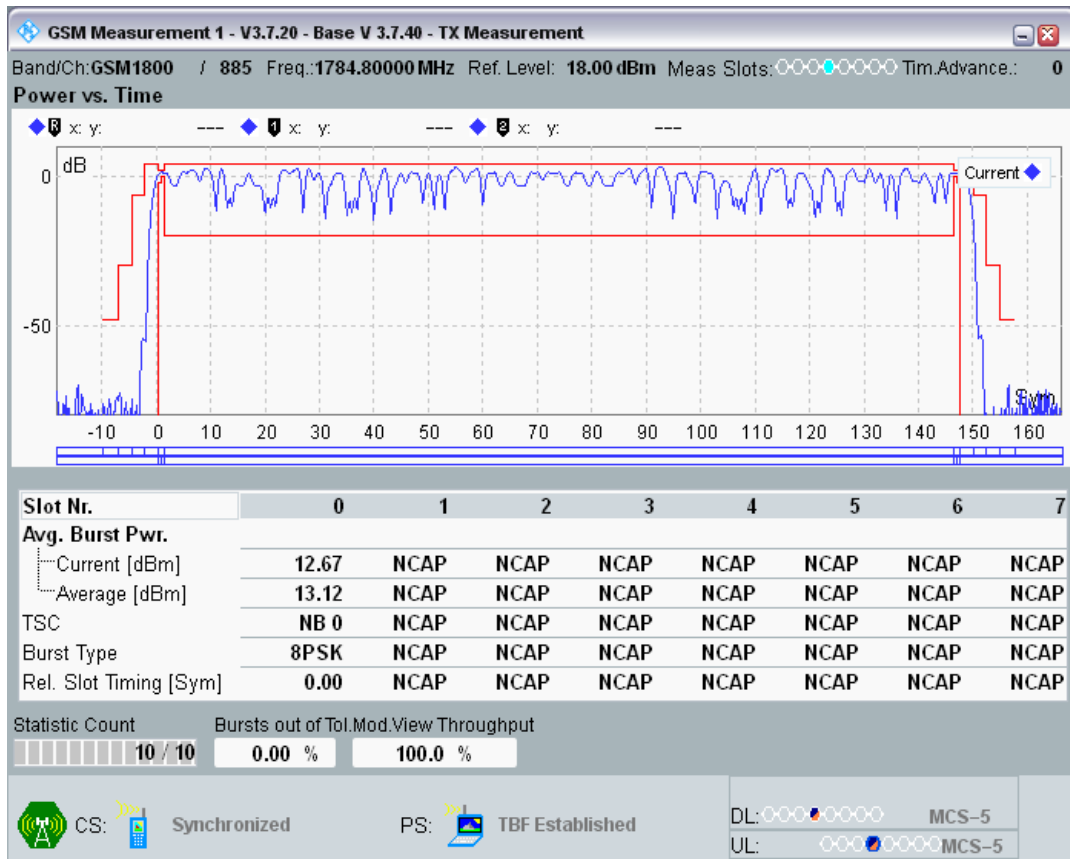 GSM Measurement 1 - V3.7.20 - Base V 3.7.40 - TX Measurement
Band/Ch:GSM1800 / 885 Freq.:1784.80000 MHz Ref. Level: 18.00 dBm Meas Slots: Tim.Advance.: 0
Power vs. Time
R x: y: --- 1 x: y: --- 2 x: y: ---
dB
Current
0
-50
Sym
-10 0 10 20 30 40 50 60 70 80 90 100 110 120 130 140 150 160
Slot Nr. 0 1 2 3 4 5 6 7
Avg. Burst Pwr.
Current [dBm] 12.67 NCAP NCAP NCAP NCAP NCAP NCAP NCAP
Average [dBm] 13.12 NCAP NCAP NCAP NCAP NCAP NCAP NCAP
TSC NB 0 NCAP NCAP NCAP NCAP NCAP NCAP NCAP
Burst Type 8PSK NCAP NCAP NCAP NCAP NCAP NCAP NCAP
Rel. Slot Timing [Sym] 0.00 NCAP NCAP NCAP NCAP NCAP NCAP NCAP
Statistic Count Bursts out of Tol.Mod.View Throughput
10 / 10 0.00 % 100.0 %
CS: Synchronized PS: TBF Established
DL: MCS-5
UL: MCS-5